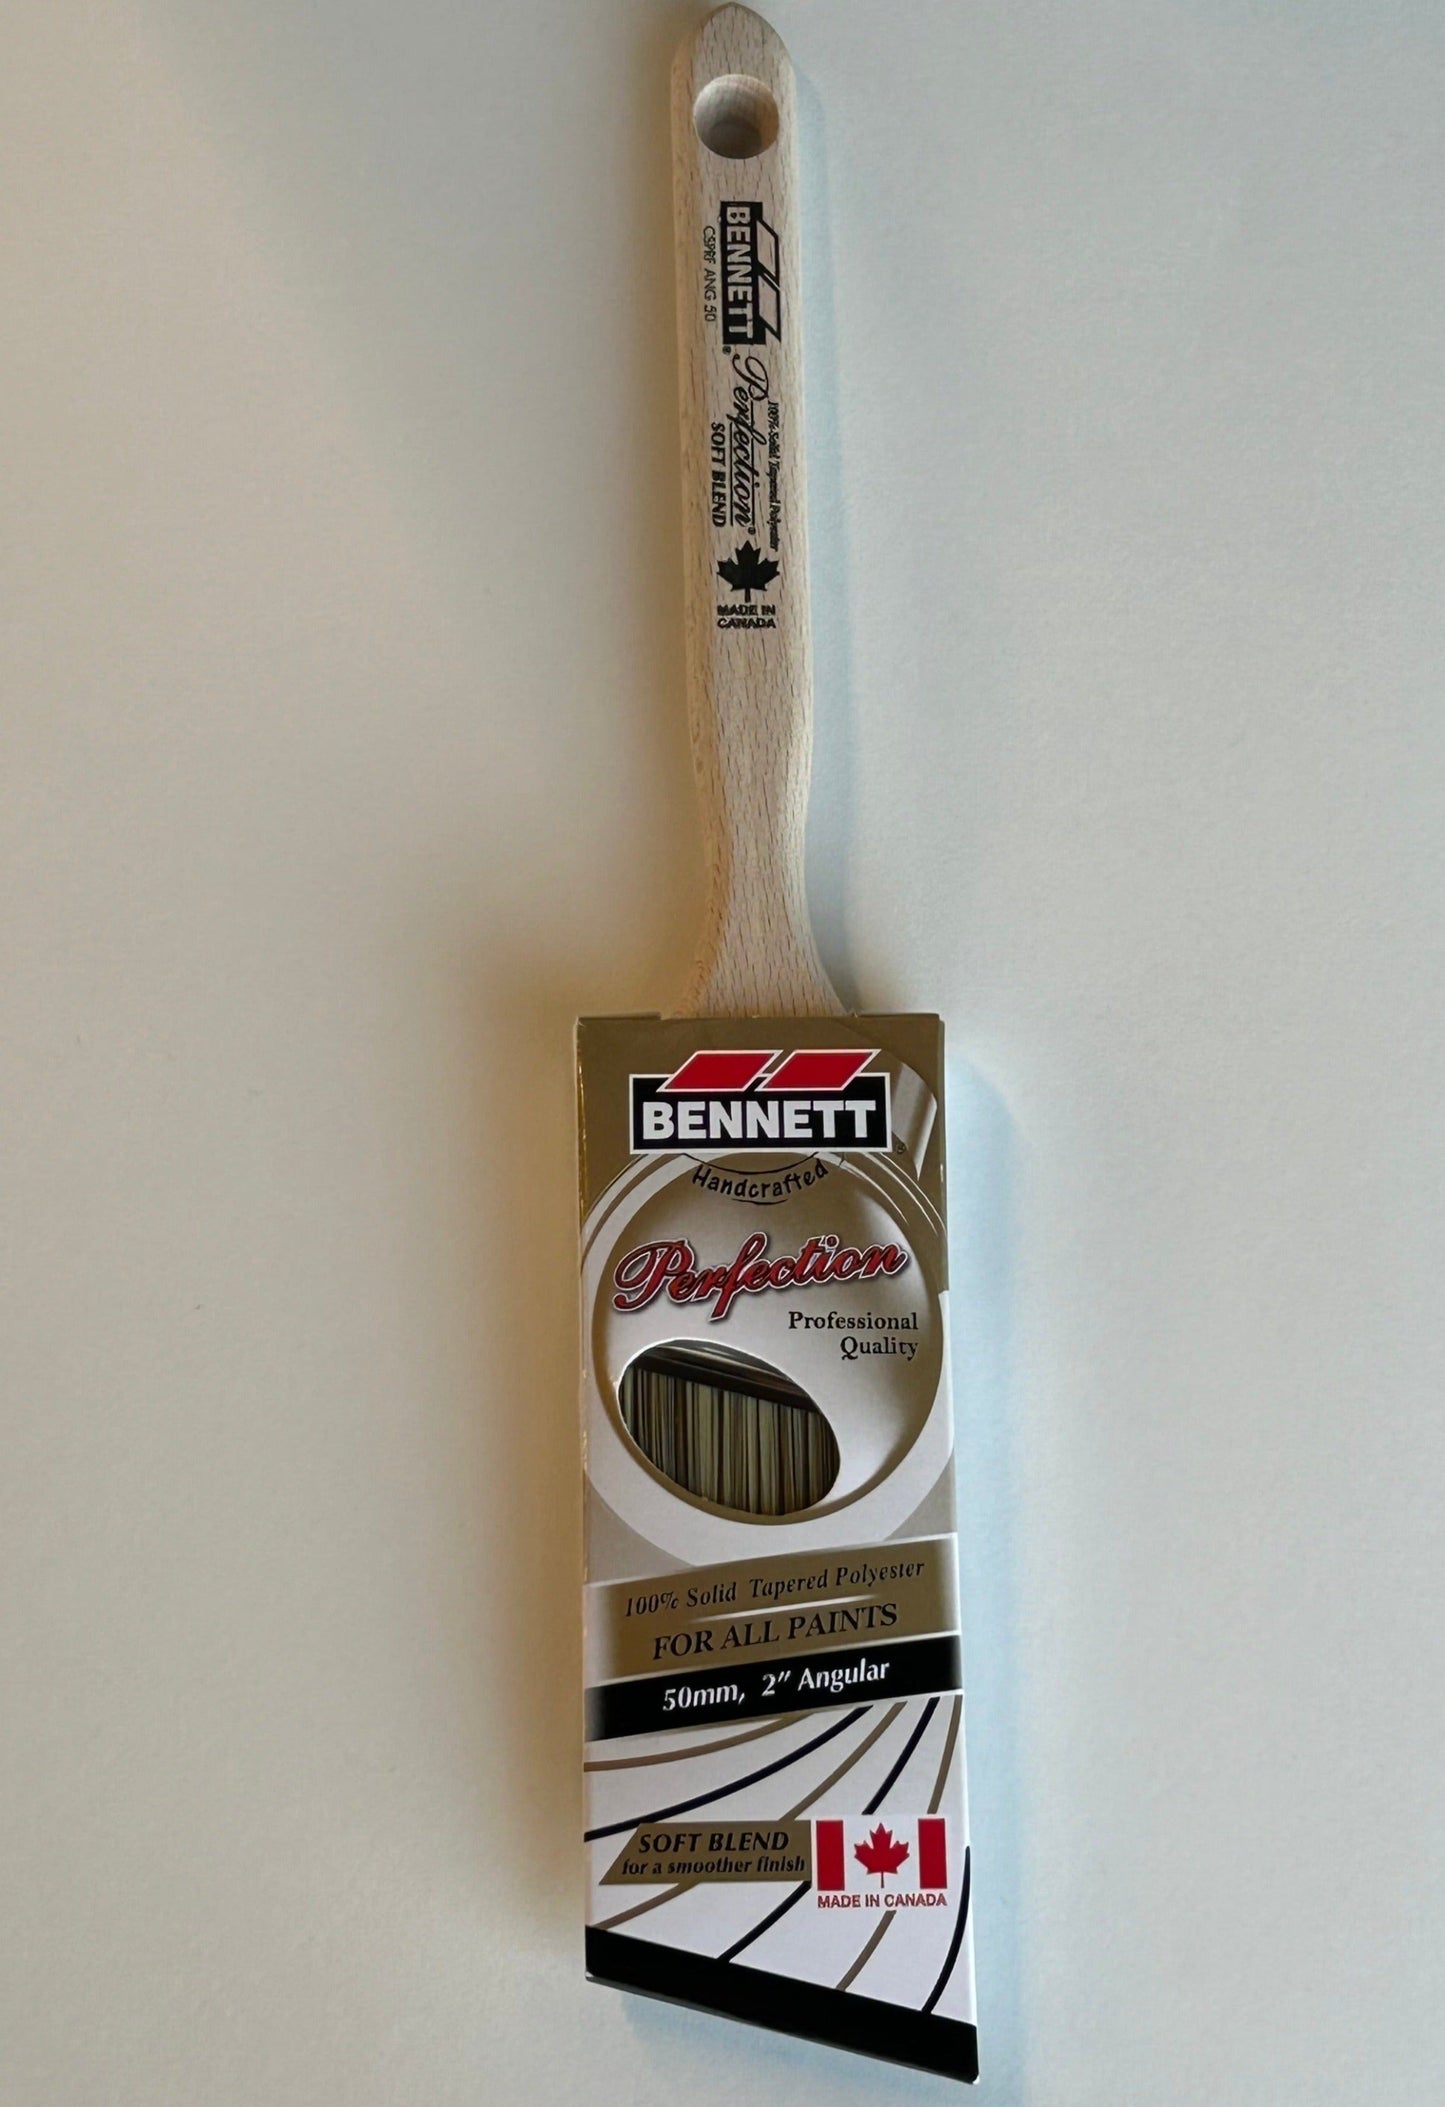 BENNETT®
CSPRF ANG 50
100% Solid Tapered Polyester
Perfection®
SOFT BLEND
MADE IN
CANADA
BENNETT®
Handcrafted
Perfection
Professional
Quality
100% Solid Tapered Polyester
FOR ALL PAINTS
50mm, 2" Angular
SOFT BLEND
for a smoother finish
MADE IN CANADA